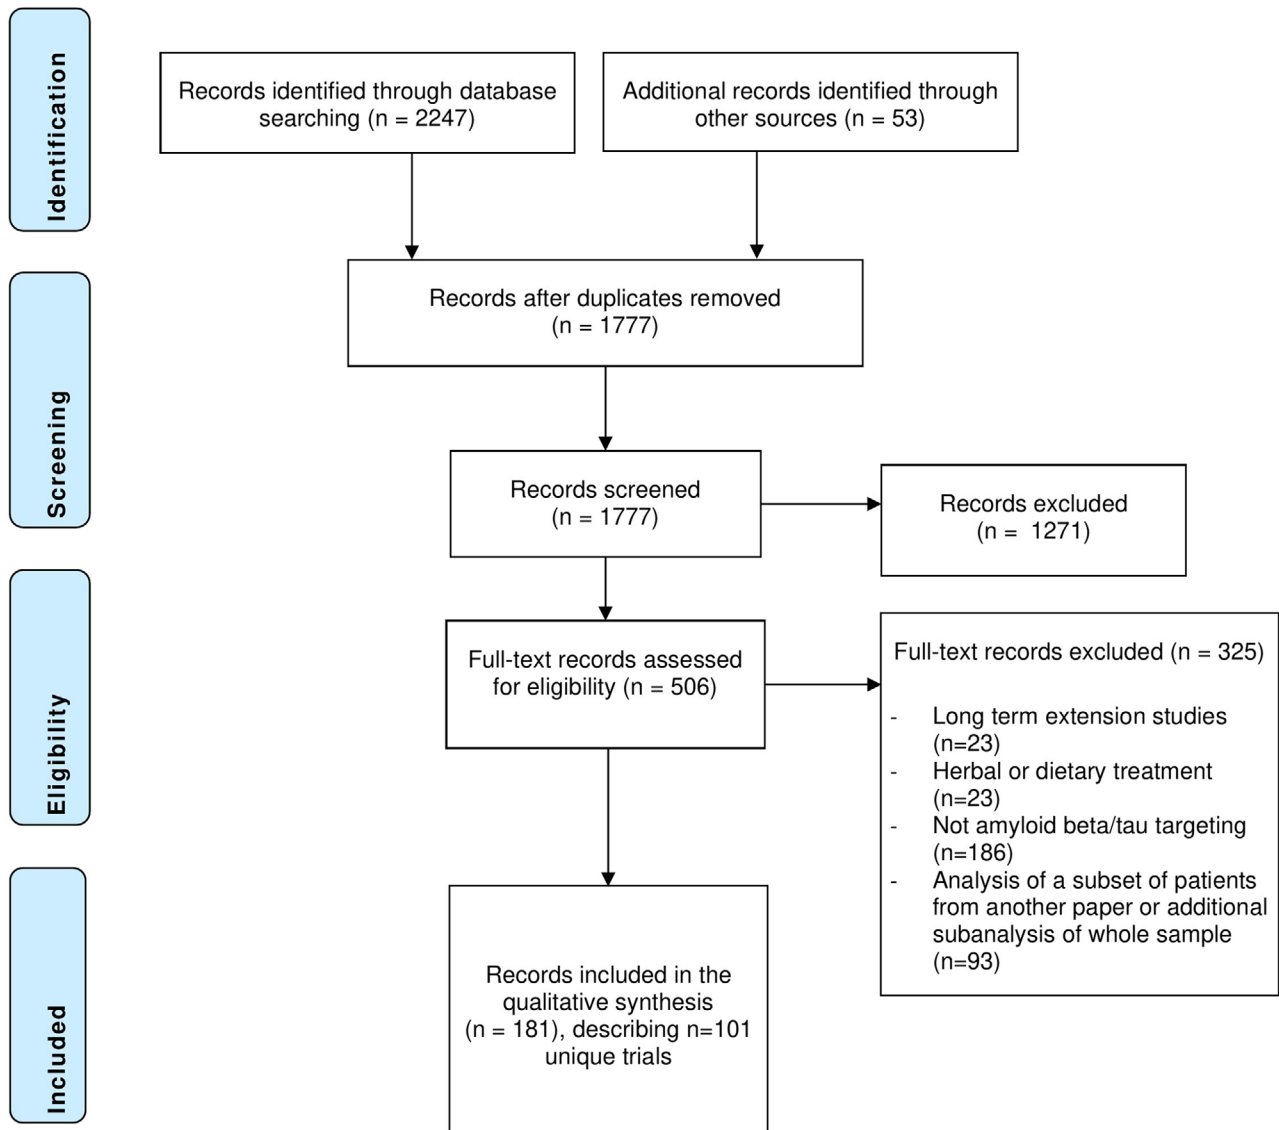 Identification
Records identified through database
searching (n = 2247)
Additional records identified through
other sources (n = 53)
Records after duplicates removed
(n = 1777)
Screening
Records screened
(n = 1777)
Records excluded
(n =  1271)
Eligibility
Full-text records assessed
for eligibility (n = 506)
Full-text records excluded (n = 325)
- Long term extension studies
(n=23)
- Herbal or dietary treatment
(n=23)
- Not amyloid beta/tau targeting
(n=186)
- Analysis of a subset of patients
from another paper or additional
subanalysis of whole sample
(n=93)
Included
Records included in the
qualitative synthesis
(n = 181), describing n=101
unique trials